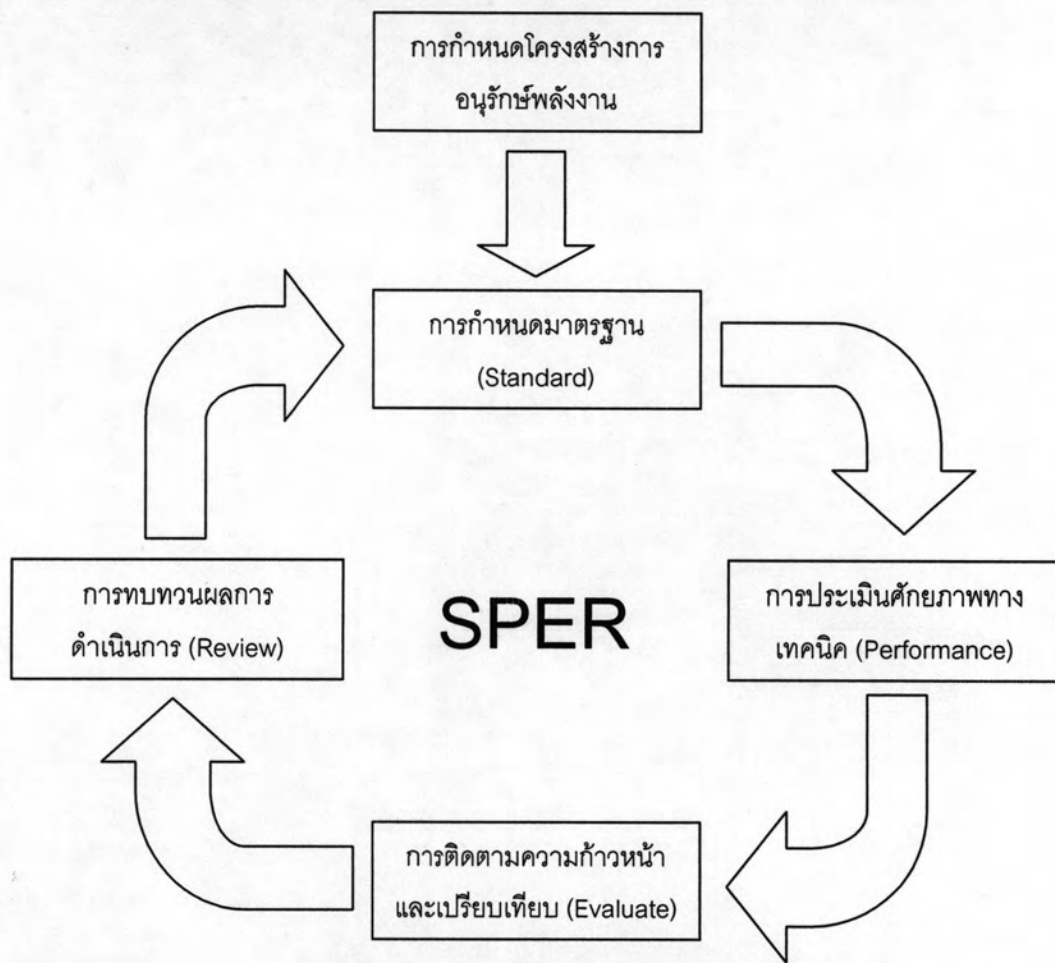 การกำหนดโครงสร้างการ
อนุรักษ์พลังงาน
การกำหนดมาตรฐาน
(Standard)
การทบทวนผลการ
ดำเนินการ (Review)
SPER
การประเมินศักยภาพทาง
เทคนิค (Performance)
การติดตามความก้าวหน้า
และเปรียบเทียบ (Evaluate)